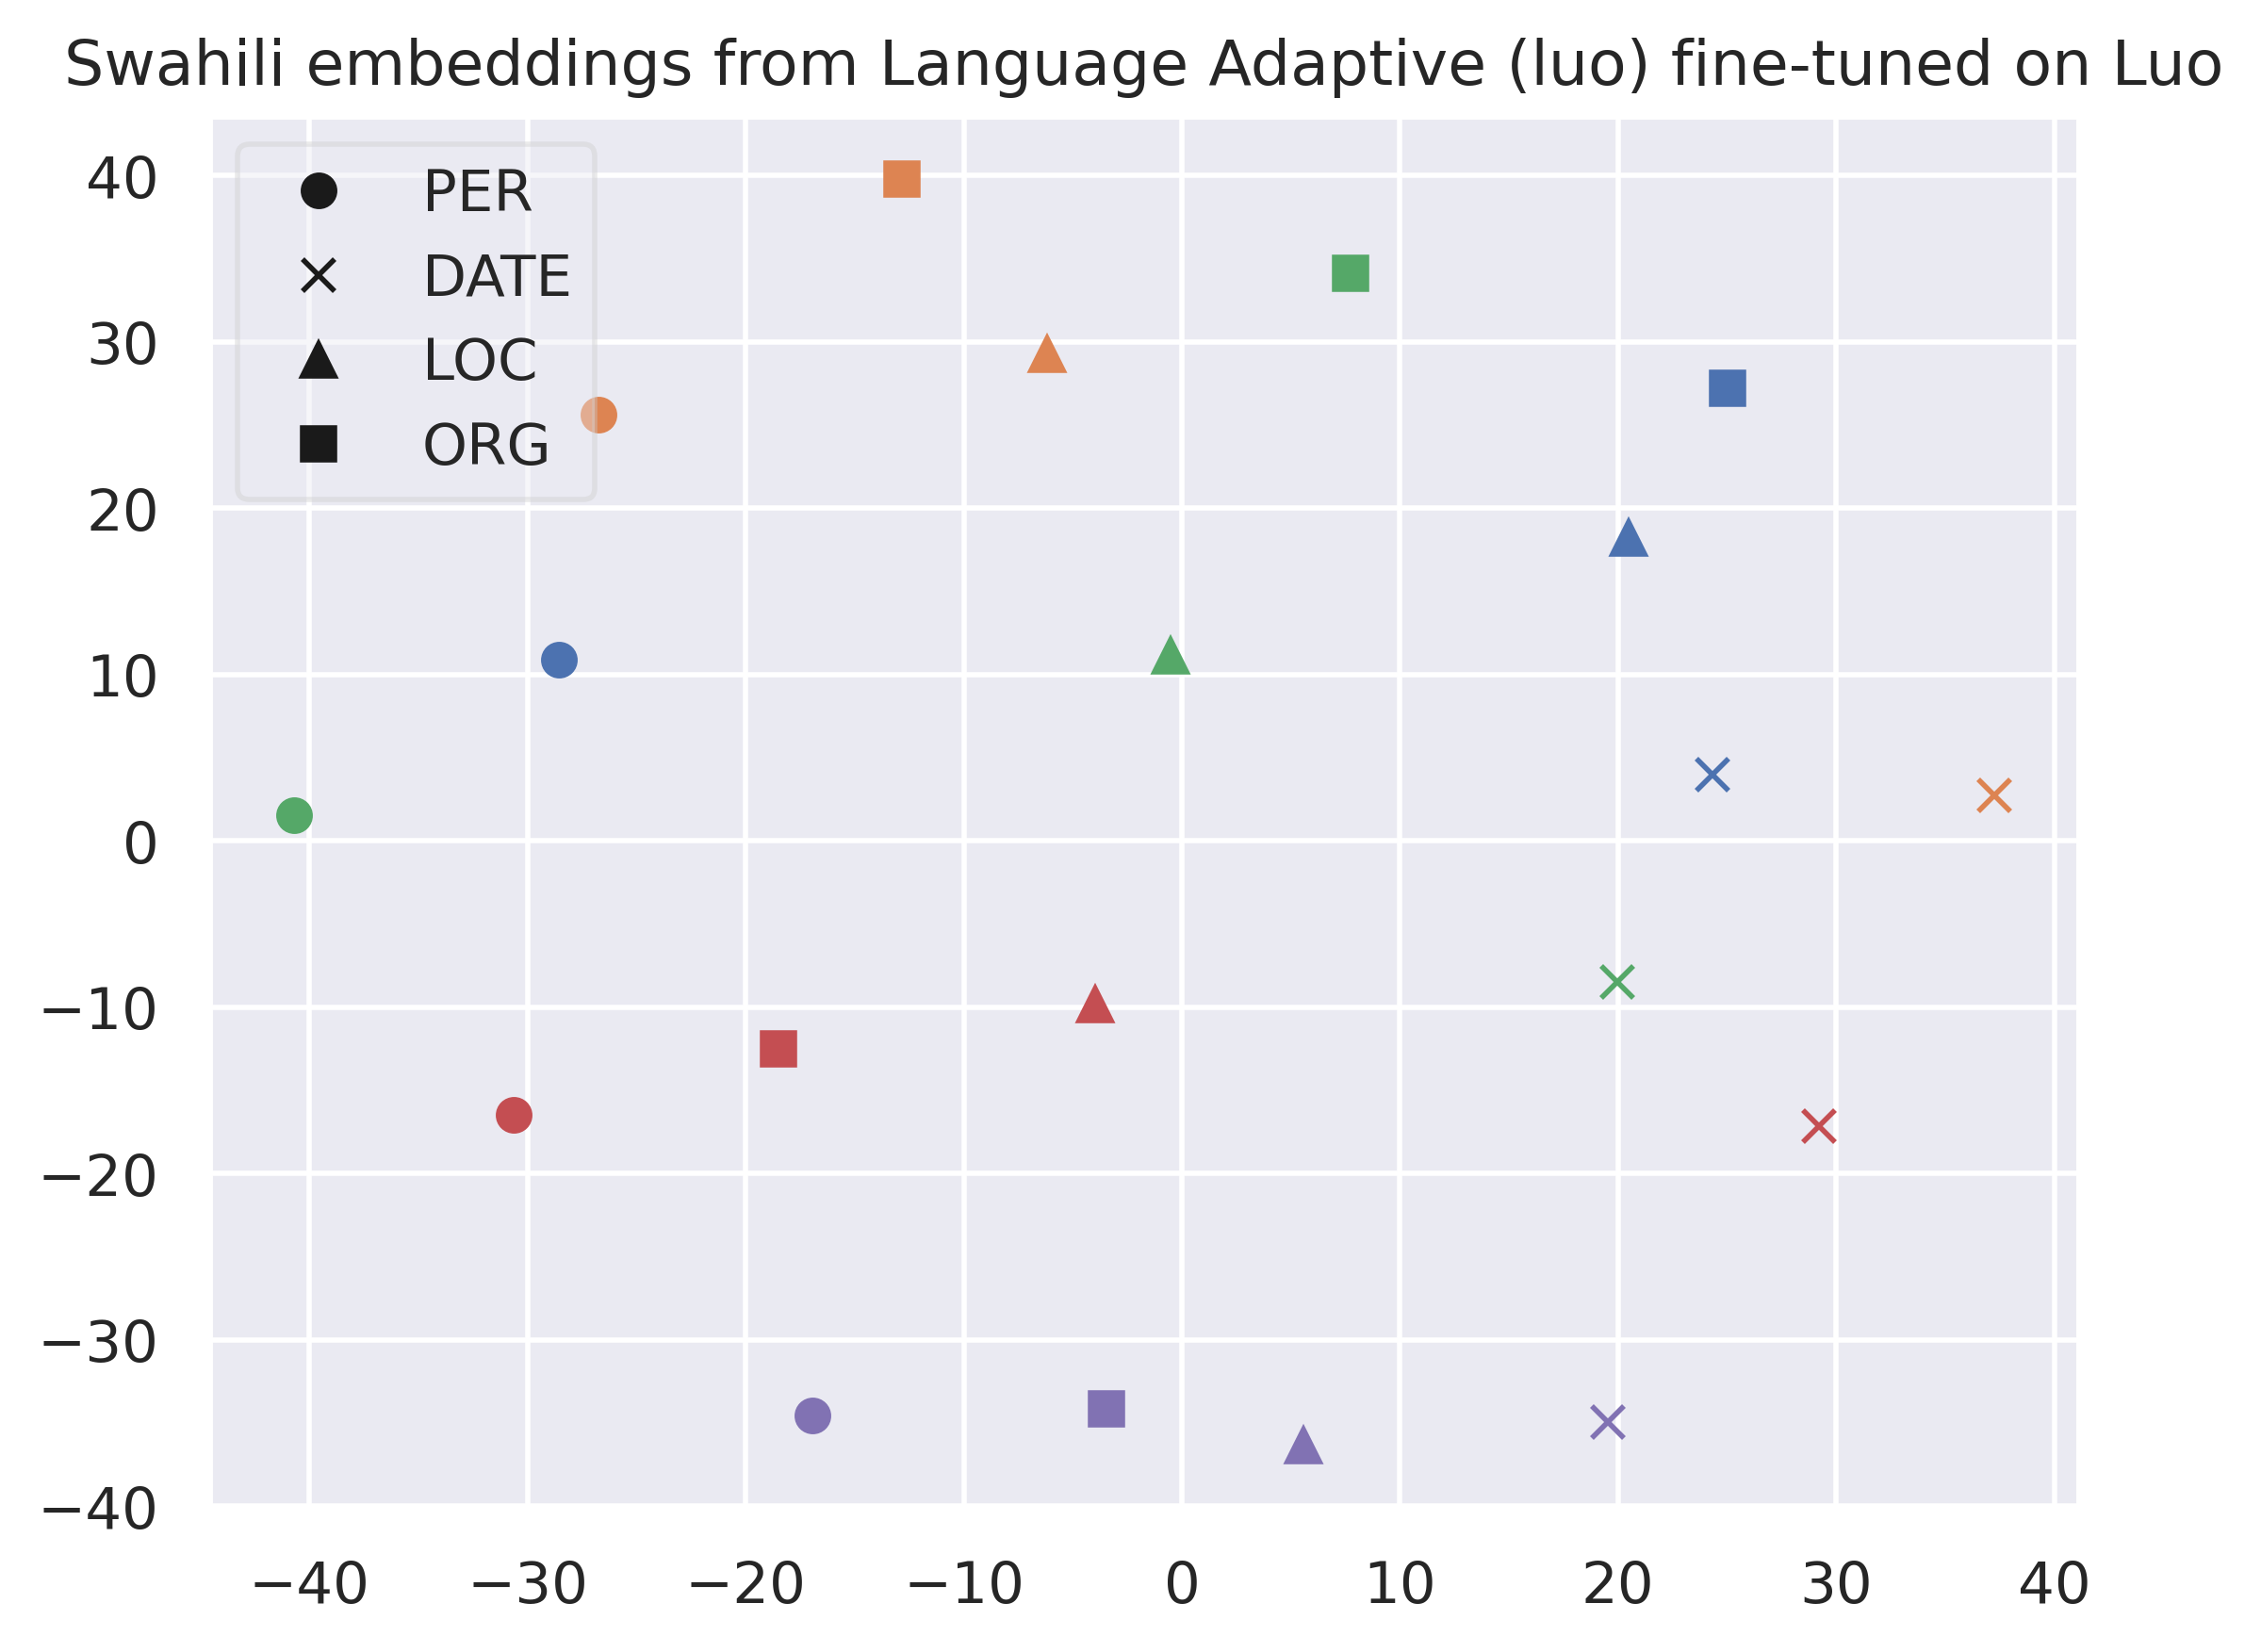 Swahili embeddings from Language Adaptive (luo) fine-tuned on Luo
PER
DATE
LOC
ORG
40
30
20
10
0
−10
−20
−30
−40
−40 −30 −20 −10 0 10 20 30 40